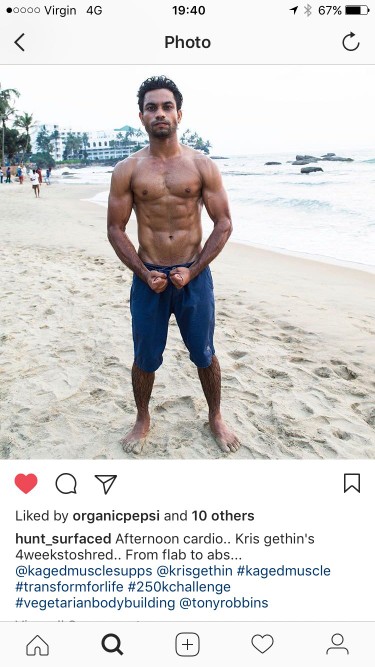 Virgin 4G 19:40 67%
Photo
Liked by organicpepsi and 10 others
hunt_surfaced Afternoon cardio.. Kris gethin's
4weekstoshred.. From flab to abs...
@kagedmusclesupps @krisgethin #kagedmuscle
#transformforlife #250kchallenge
#vegetarianbodybuilding @tonyrobbins